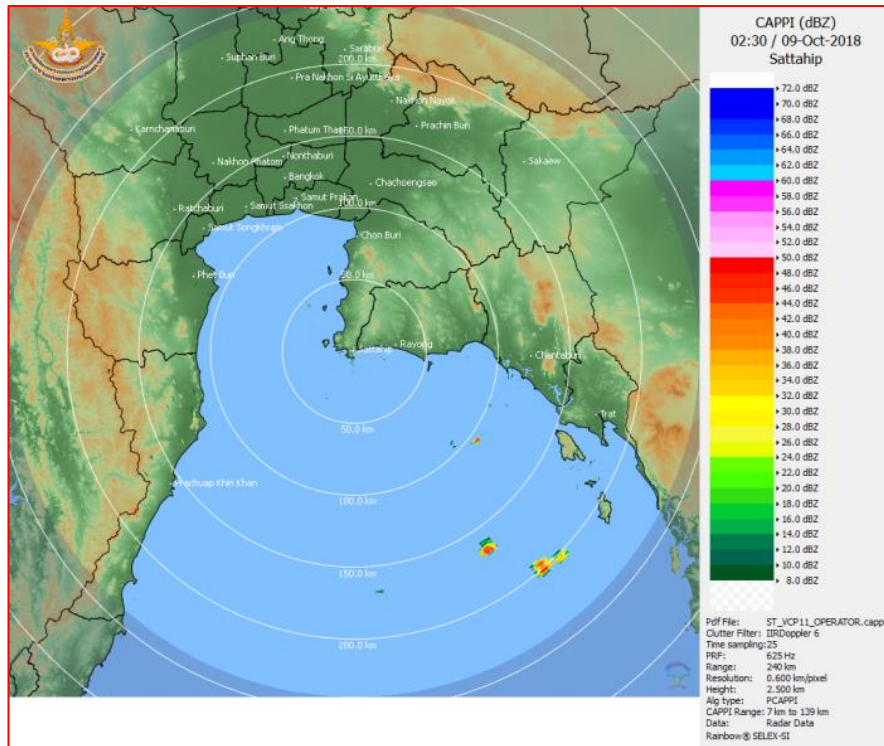 CAPPI (dBZ)
02:30 / 09-Oct-2018
Sattahip
Ang Thong
Saraburi
Suphan Buri
200.0 km
Pra Nakhon Si Ayutthaya
Nakhon Nayok
Karnchanaburi
Phatum Thani
150.0 km
Prachin Buri
Nakhon Phatom
Nonthaburi
Sakaew
Bangkok
Chachoengsao
Samut Prakan
Ratchaburi
Samut Ssakhon
100.0 km
Samut Songkhram
Chon Buri
Phet Buri
50.0 km
Sattahip
Rayong
Chantaburi
Trat
50.0 km
Prachuap Khiri Khan
100.0 km
150.0 km
200.0 km
72.0 dBZ
70.0 dBZ
68.0 dBZ
66.0 dBZ
64.0 dBZ
62.0 dBZ
60.0 dBZ
58.0 dBZ
56.0 dBZ
54.0 dBZ
52.0 dBZ
50.0 dBZ
48.0 dBZ
46.0 dBZ
44.0 dBZ
42.0 dBZ
40.0 dBZ
38.0 dBZ
36.0 dBZ
34.0 dBZ
32.0 dBZ
30.0 dBZ
28.0 dBZ
26.0 dBZ
24.0 dBZ
22.0 dBZ
20.0 dBZ
18.0 dBZ
16.0 dBZ
14.0 dBZ
12.0 dBZ
10.0 dBZ
8.0 dBZ
Pdf File: ST_VCP11_OPERATOR.capp
Clutter Filter: IIRDoppler 6
Time sampling:25
PRF: 625 Hz
Range: 240 km
Resolution: 0.600 km/pixel
Height: 2.500 km
Alg type: PCAPPI
CAPPI Range: 7 km to 139 km
Data: Radar Data
Rainbow® SELEX-SI